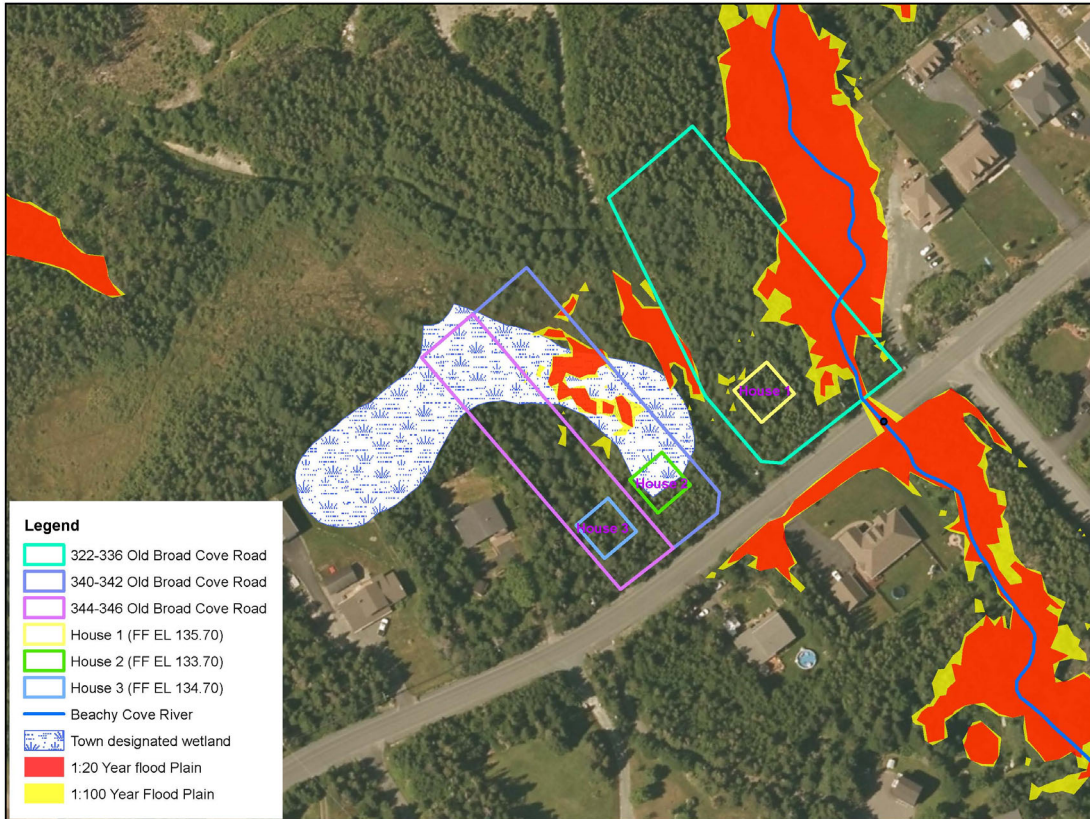 House 1
House 2
House 3
Legend
322-336 Old Broad Cove Road
340-342 Old Broad Cove Road
344-346 Old Broad Cove Road
House 1 (FF EL 135.70)
House 2 (FF EL 133.70)
House 3 (FF EL 134.70)
Beachy Cove River
Town designated wetland
1:20 Year flood Plain
1:100 Year Flood Plain